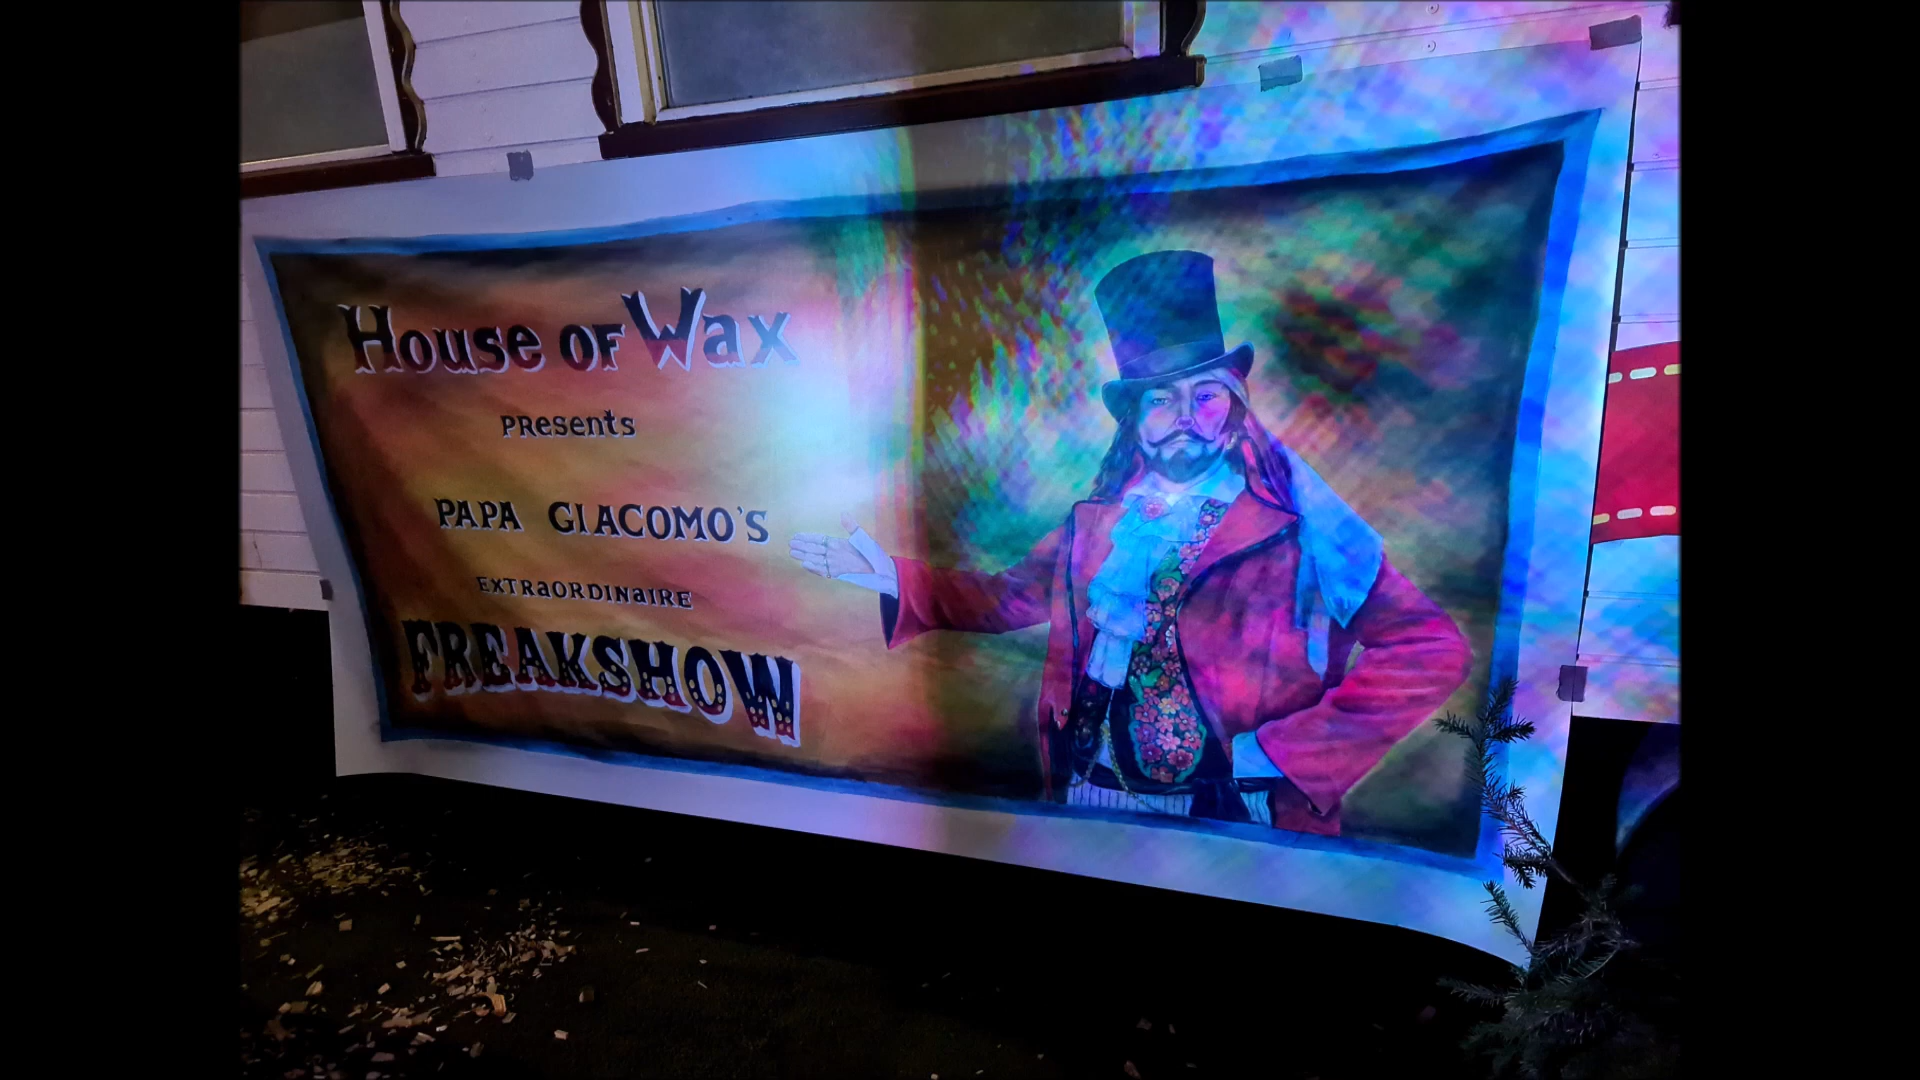 House of Wax
Presents
PAPA GIACOMO'S
EXTRaORDINaIRE
FREAKSHOW